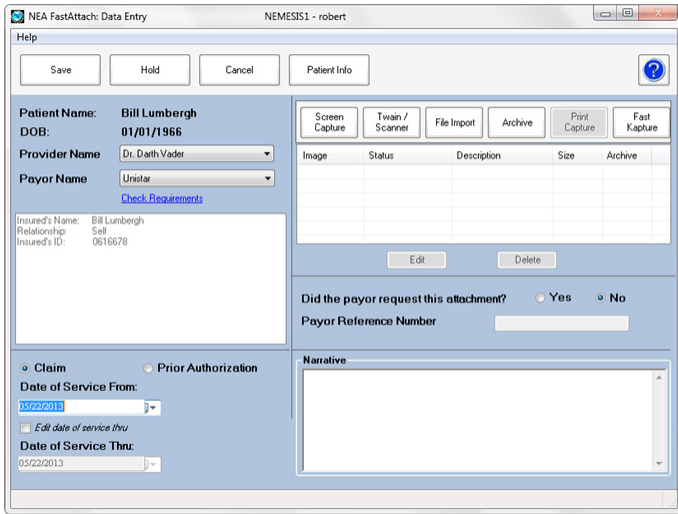 NEA FastAttach: Data Entry NEMESIS1 - robert
Help
Save Hold Cancel Patient Info
Patient Name: Bill Lumbergh
DOB: 01/01/1966
Provider Name Dr. Darth Vader
Payor Name Unistar
Check Requirements
Insured's Name: Bill Lumbergh
Relationship: Self
Insured's ID: 0616678
Claim Prior Authorization
Date of Service From:
05/22/2013
Edit date of service thru
Date of Service Thru:
05/22/2013
Screen Capture Twain / Scanner File Import Archive Print Capture Fast Kapture
Image Status Description Size Archive
Edit Delete
Did the payor request this attachment? Yes No
Payor Reference Number
Narrative